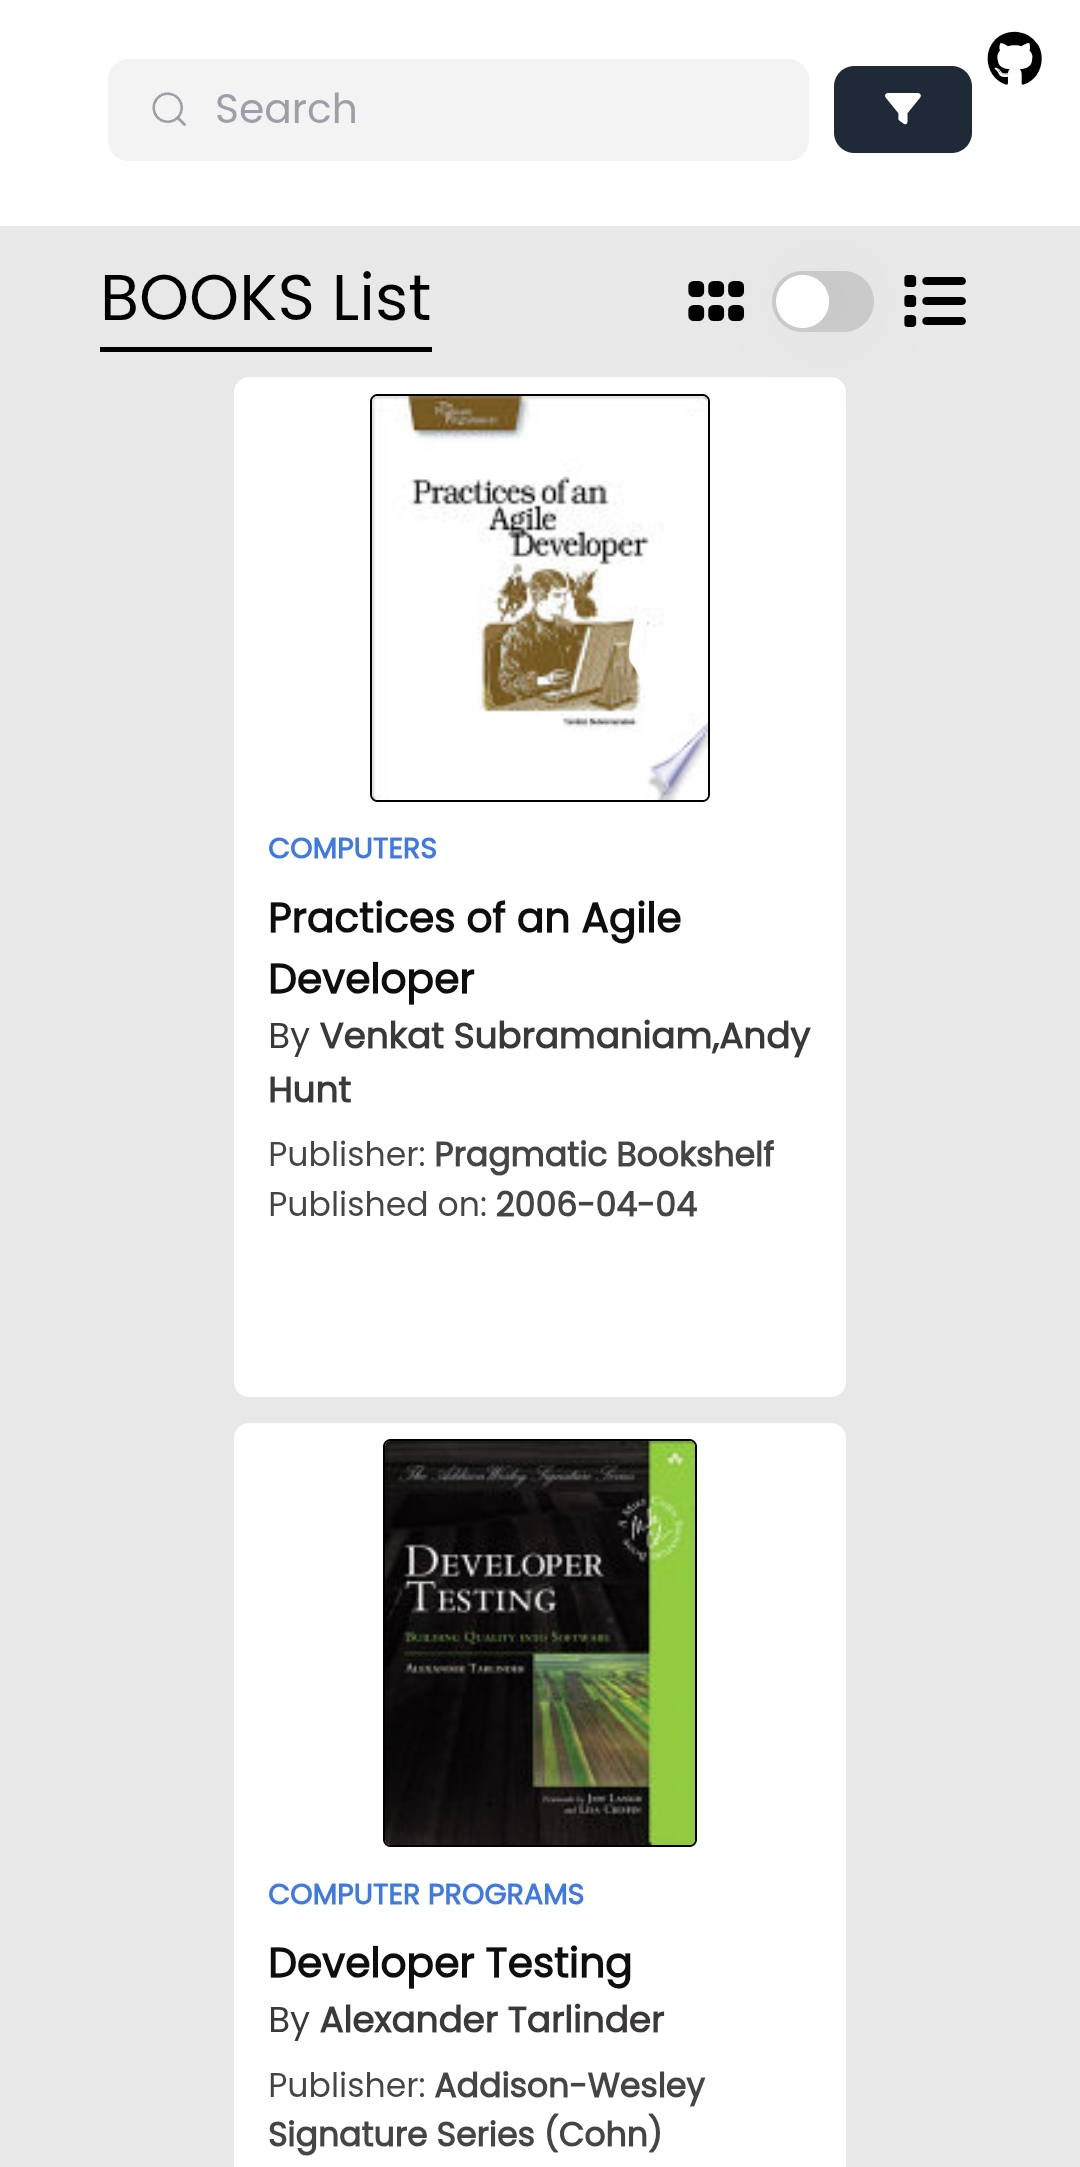 Search
BOOKS List
Practices of an
Agile
Developer
COMPUTERS
Practices of an Agile
Developer
By Venkat Subramaniam,Andy
Hunt
Publisher: Pragmatic Bookshelf
Published on: 2006-04-04
The Addison Wesley Signature Series
DEVELOPER
TESTING
BUILDING QUALITY INTO SOFTWARE
ALEXANDER TARLINDER
COMPUTER PROGRAMS
Developer Testing
By Alexander Tarlinder
Publisher: Addison-Wesley
Signature Series (Cohn)